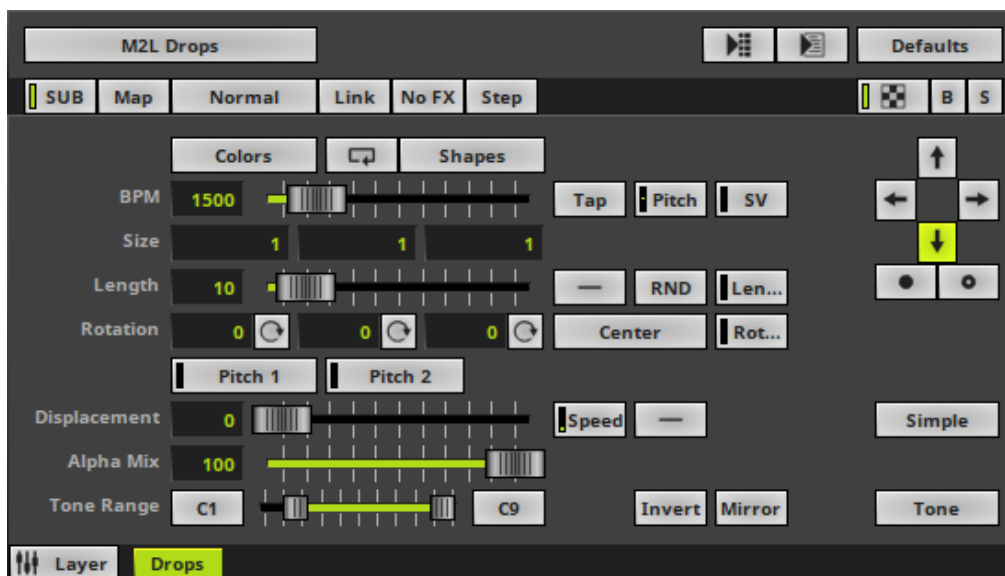 M2L Drops Defaults
SUB Map Normal Link No FX Step B S
Colors Shapes
BPM 1500 Tap Pitch SV
Size 1 1 1
Length 10 RND Len...
Rotation 0 0 0 Center Rot...
Pitch 1 Pitch 2
Displacement 0 Speed Simple
Alpha Mix 100
Tone Range C1 C9 Invert Mirror Tone
Layer Drops